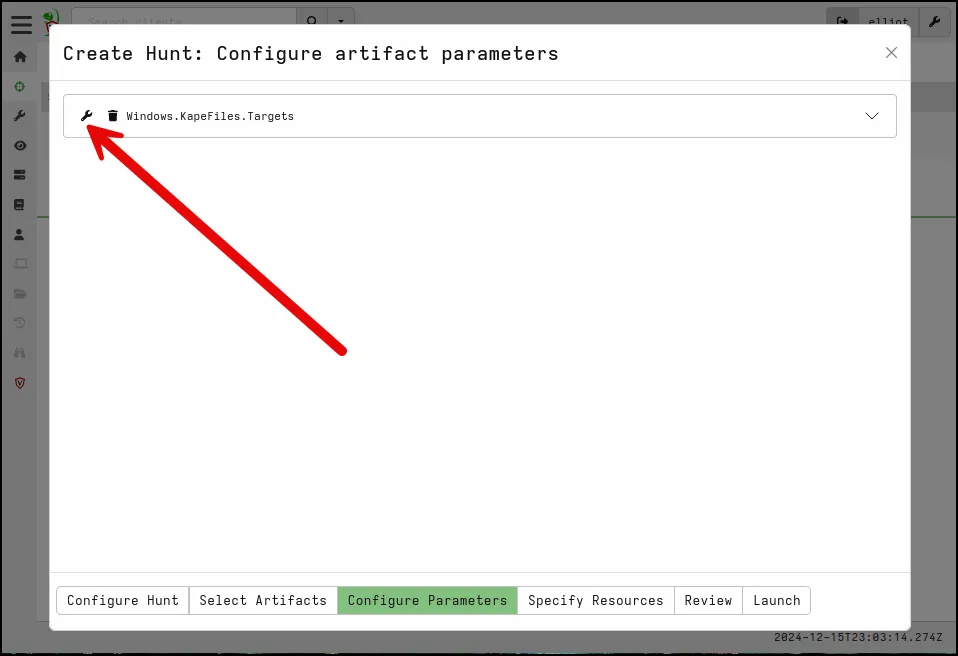 Search clients
elliot
Create Hunt: Configure artifact parameters
Windows.KapeFiles.Targets
Configure Hunt
Select Artifacts
Configure Parameters
Specify Resources
Review
Launch
2024-12-15T23:03:14.274Z